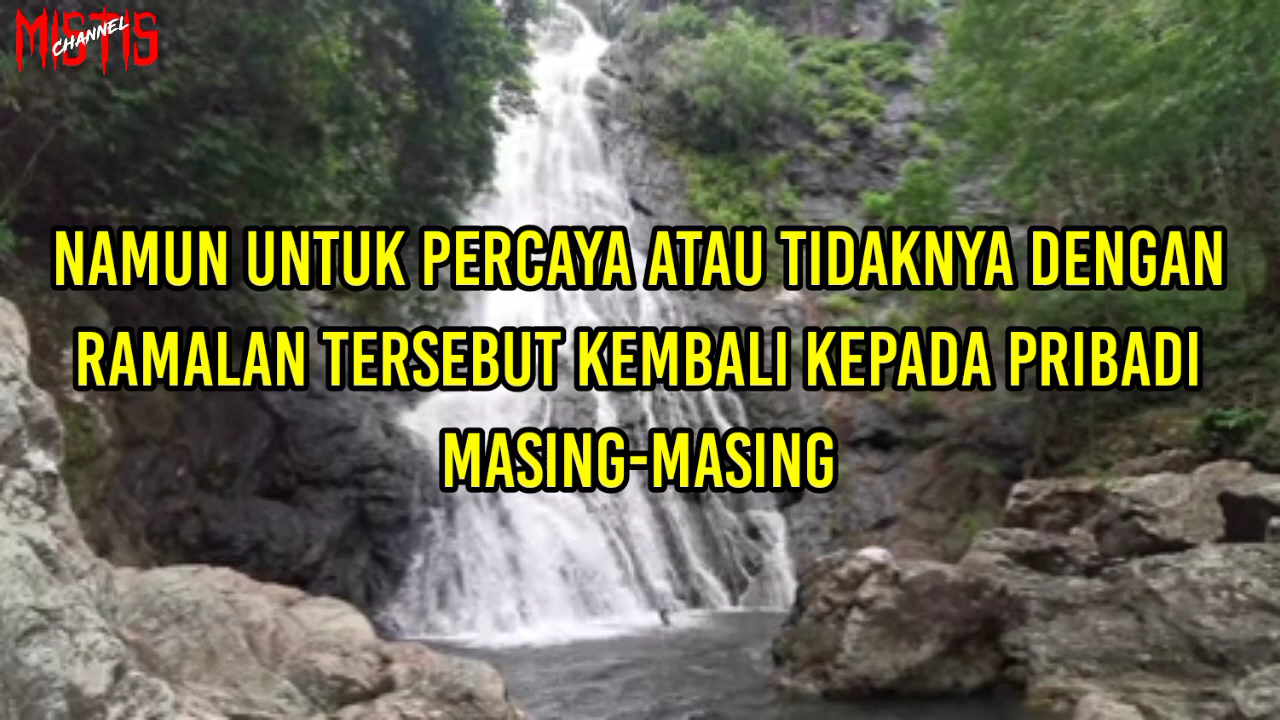 MISTIS
CHANNEL
NAMUN UNTUK PERCAYA ATAU TIDAKNYA DENGAN
RAMALAN TERSEBUT KEMBALI KEPADA PRIBADI
MASING-MASING